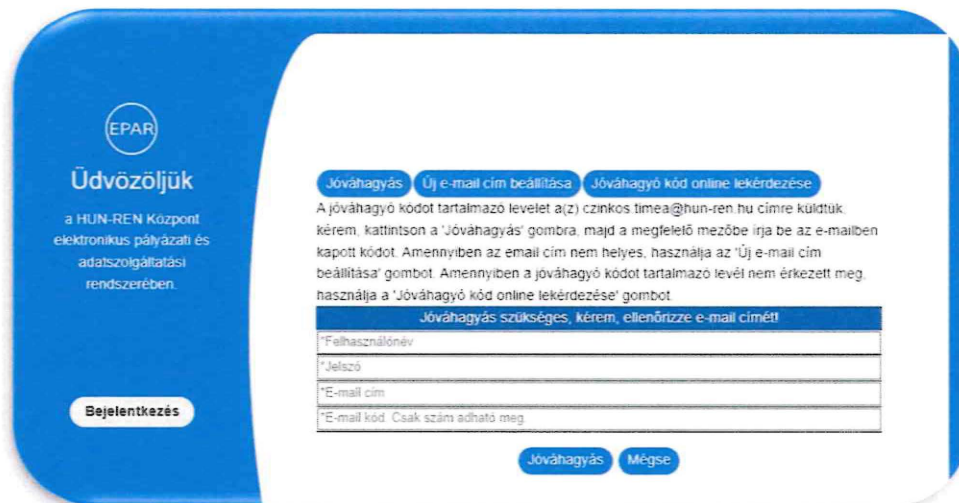 EPAR
Üdvözöljük
a HUN-REN Központ
elektronikus pályázati és
adatszolgáltatási
rendszerében.
Bejelentkezés
Jóváhagyás
Új e-mail cím beállítása
Jóváhagyó kód online lekérdezése
A jóváhagyó kódot tartalmazó levelet a(z) czinkos.timea@hun-ren.hu címre küldtük,
kérem, kattintson a 'Jóváhagyás' gombra, majd a megfelelő mezőbe írja be az e-mailben
kapott kódot. Amennyiben az email cím nem helyes, használja az 'Új e-mail cím
beállítása' gombot. Amennyiben a jóváhagyó kódot tartalmazó levél nem érkezett meg,
használja a 'Jóváhagyó kód online lekérdezése' gombot.
Jóváhagyás szükséges, kérem, ellenőrizze e-mail címét!
*Felhasználónév
*Jelszó
*E-mail cím
*E-mail kód. Csak szám adható meg.
Jóváhagyás
Mégse